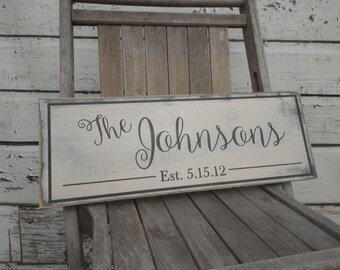 The Johnsons
Est. 5.15.12